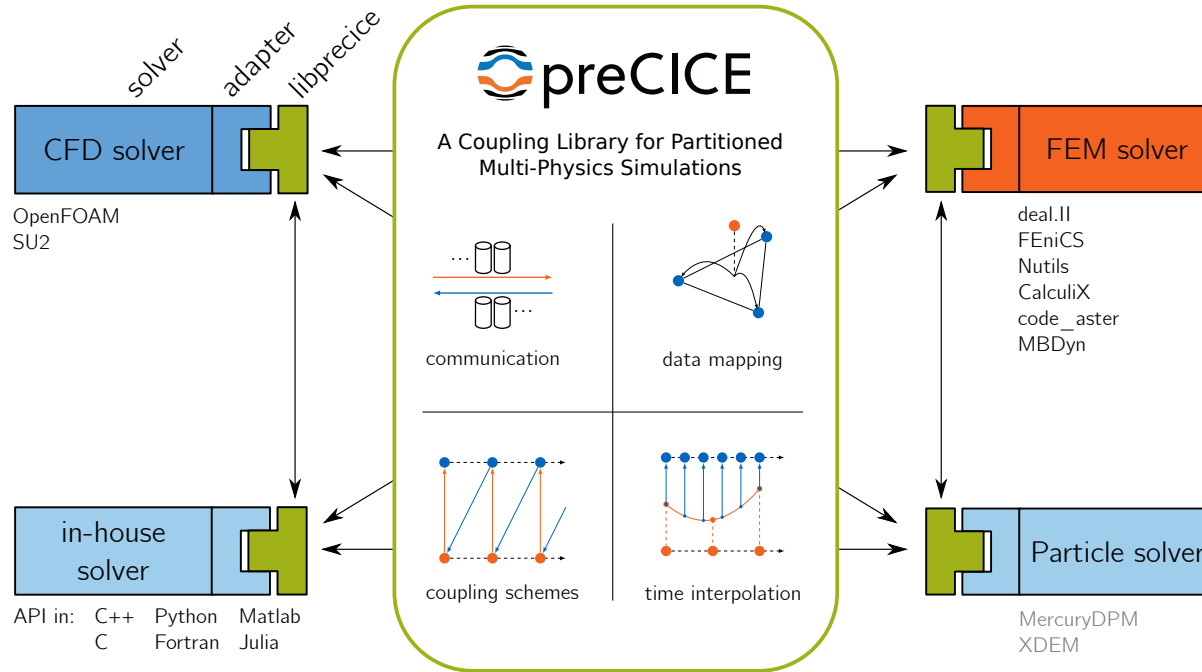 solver
adapter
libprecice
preCICE
A Coupling Library for Partitioned
Multi-Physics Simulations
CFD solver
OpenFOAM
SU2
FEM solver
deal.II
FEniCS
Nutils
CalculiX
code_aster
MBDyn
...
...
communication
data mapping
coupling schemes
time interpolation
in-house
solver
API in: C++ Python Matlab
C Fortran Julia
Particle solver
MercuryDPM
XDEM